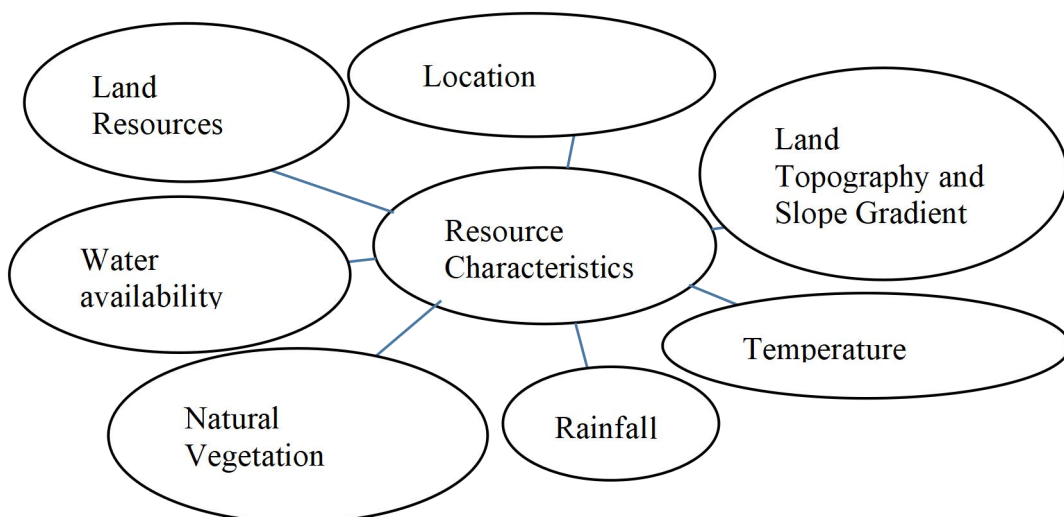 Land
Resources
Location
Land
Topography and
Slope Gradient
Resource
Characteristics
Water
availability
Temperature
Natural
Vegetation
Rainfall